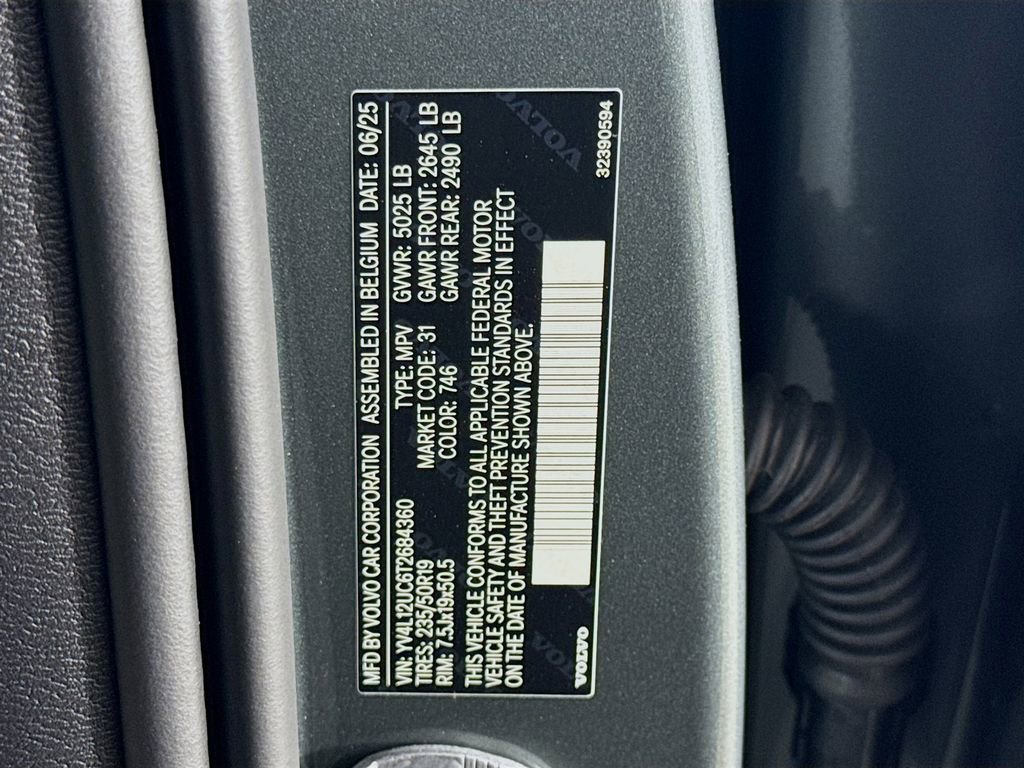 MFD BY VOLVO CAR CORPORATION ASSEMBLED IN BELGIUM DATE: 06/25
VIN: YV4L12UC6T2684360 TYPE: MPV GVWR: 5025 LB
TIRES: 235/50R19 MARKET CODE: 31 GAWR FRONT: 2645 LB
RIM: 7.5Jx19x50.5 COLOR: 746 GAWR REAR: 2490 LB
THIS VEHICLE CONFORMS TO ALL APPLICABLE FEDERAL MOTOR
VEHICLE SAFETY AND THEFT PREVENTION STANDARDS IN EFFECT
ON THE DATE OF MANUFACTURE SHOWN ABOVE.
VOLVO 32390594